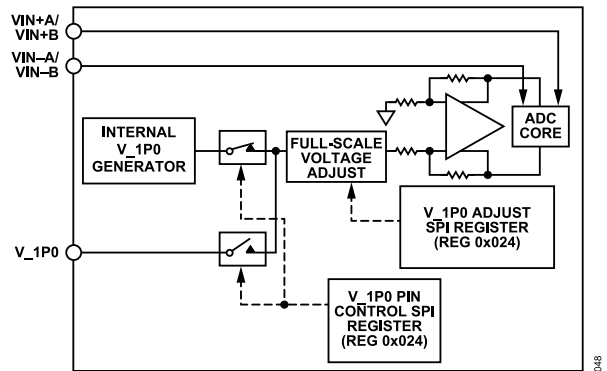 VIN+A/
VIN+B
VIN–A/
VIN–B
INTERNAL
V_1P0
GENERATOR
FULL-SCALE
VOLTAGE
ADJUST
ADC
CORE
V_1P0 ADJUST
SPI REGISTER
(REG 0x024)
V_1P0
V_1P0 PIN
CONTROL SPI
REGISTER
(REG 0x024)
048